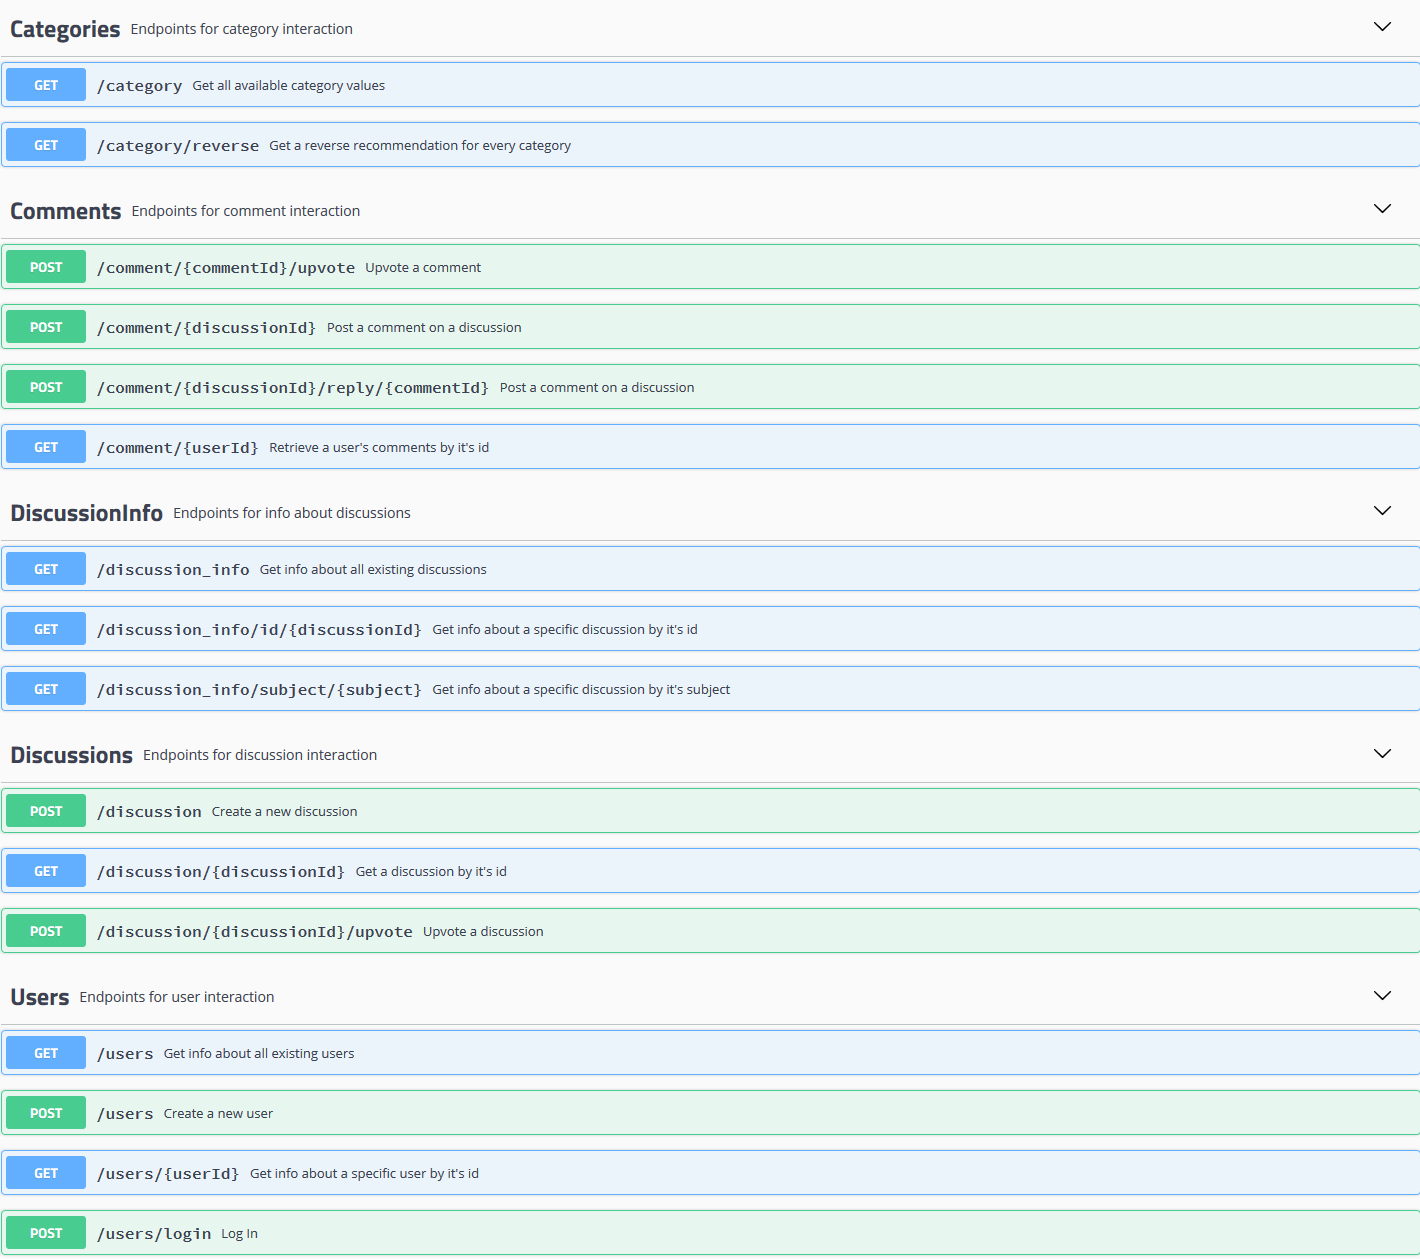 Categories Endpoints for category interaction
GET /category Get all available category values
GET /category/reverse Get a reverse recommendation for every category
Comments Endpoints for comment interaction
POST /comment/{commentId}/upvote Upvote a comment
POST /comment/{discussionId} Post a comment on a discussion
POST /comment/{discussionId}/reply/{commentId} Post a comment on a discussion
GET /comment/{userId} Retrieve a user's comments by it's id
DiscussionInfo Endpoints for info about discussions
GET /discussion_info Get info about all existing discussions
GET /discussion_info/id/{discussionId} Get info about a specific discussion by it's id
GET /discussion_info/subject/{subject} Get info about a specific discussion by it's subject
Discussions Endpoints for discussion interaction
POST /discussion Create a new discussion
GET /discussion/{discussionId} Get a discussion by it's id
POST /discussion/{discussionId}/upvote Upvote a discussion
Users Endpoints for user interaction
GET /users Get info about all existing users
POST /users Create a new user
GET /users/{userId} Get info about a specific user by it's id
POST /users/login Log In